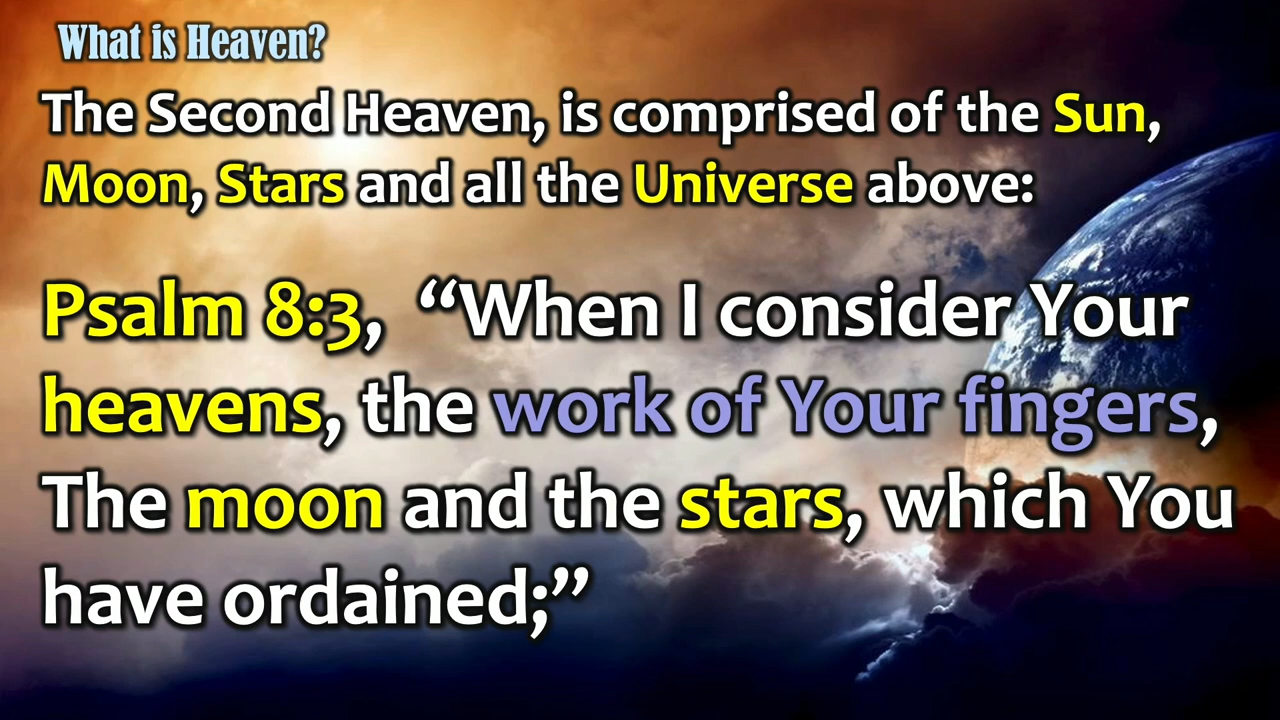 What is Heaven?
The Second Heaven, is comprised of the Sun,
Moon, Stars and all the Universe above:
Psalm 8:3, “When I consider Your
heavens, the work of Your fingers,
The moon and the stars, which You
have ordained;”